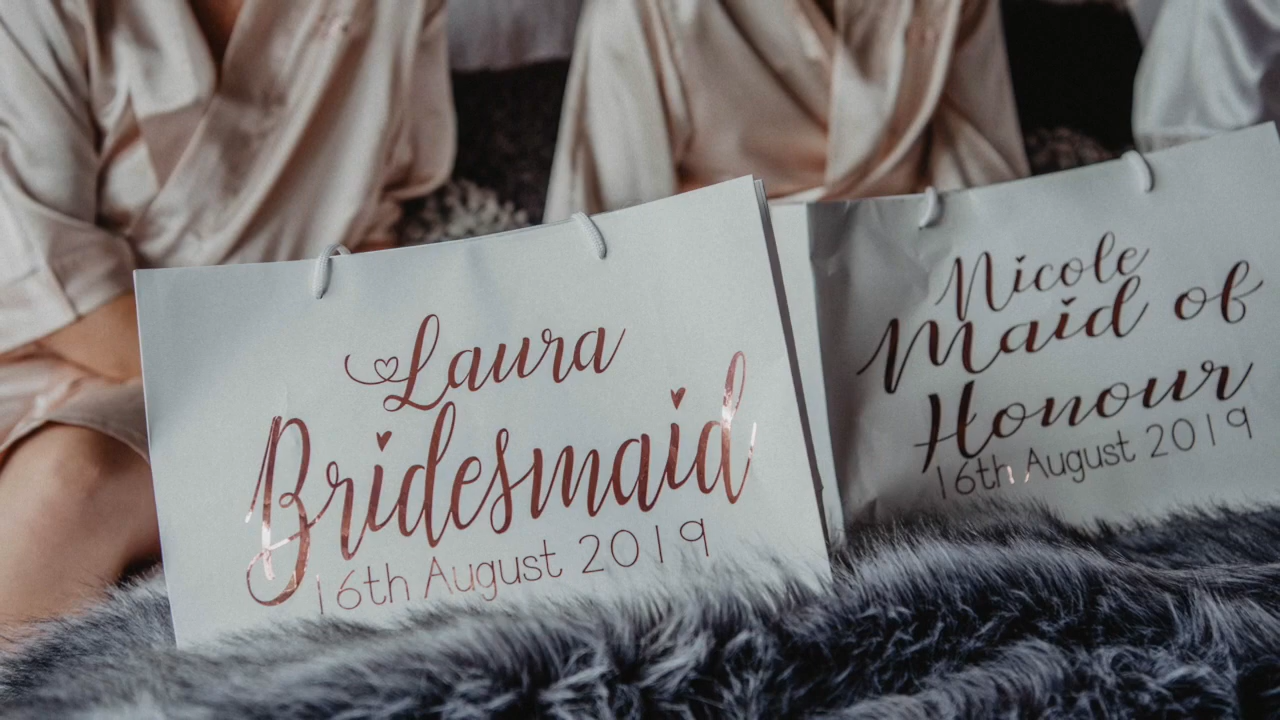 Laura
Bridesmaid
16th August 2019
Nicole
Maid of
Honour
16th August 2019